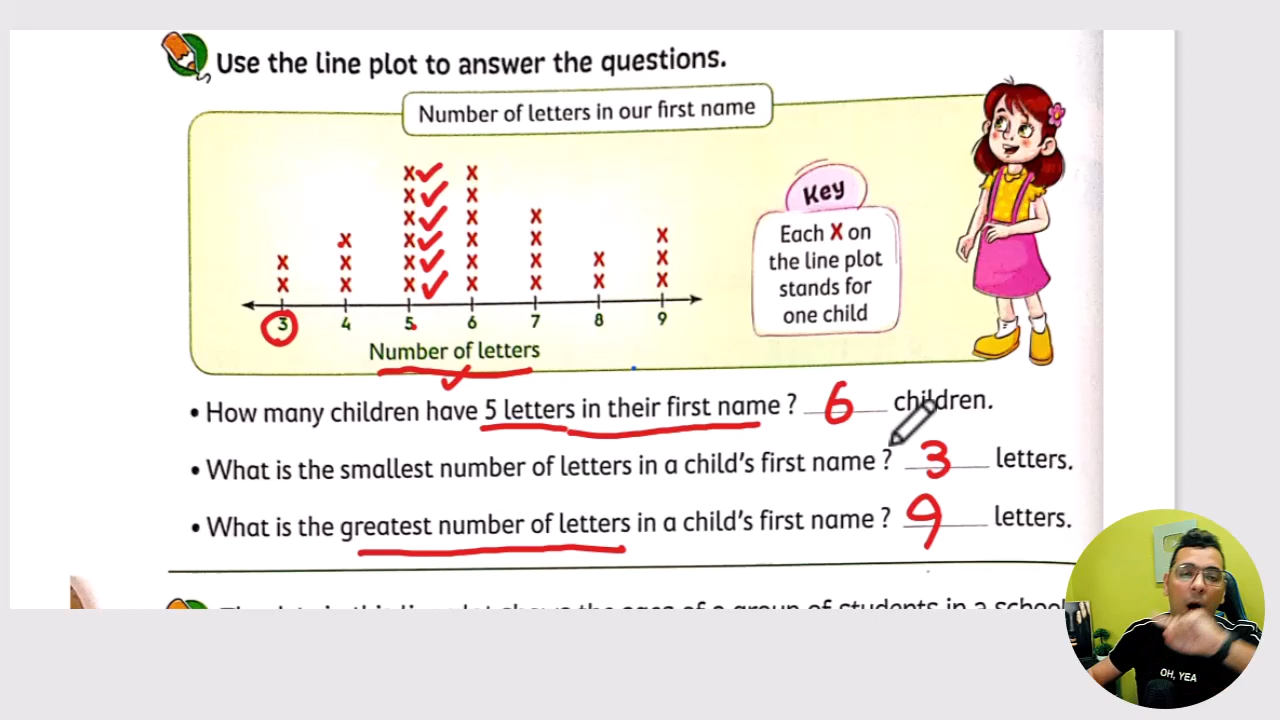 Use the line plot to answer the questions.
Number of letters in our first name
X X
X X
X X X Key
X X X X X Each X on
X X X X X X X the line plot
X X X X X X X stands for
one child
3 4 5 6 7 8 9
Number of letters
• How many children have 5 letters in their first name ? 6 children.
• What is the smallest number of letters in a child's first name ? 3 letters.
• What is the greatest number of letters in a child's first name ? 9 letters.
OH, YEA